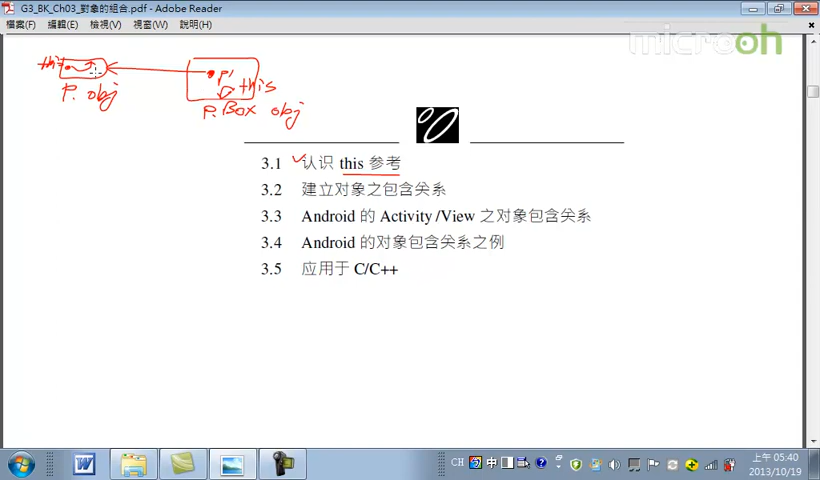 G3_BK_Ch03_對象的組合.pdf - Adobe Reader
檔案(F) 編輯(E) 檢視(V) 視窗(W) 說明(H)
microoh
this
P. obj
p1
this
P. Box obj
3.1 认识 this 参考
3.2 建立对象之包含关系
3.3 Android 的 Activity /View 之对象包含关系
3.4 Android 的对象包含关系之例
3.5 应用于 C/C++
CH 中
上午 05:40
2013/10/19